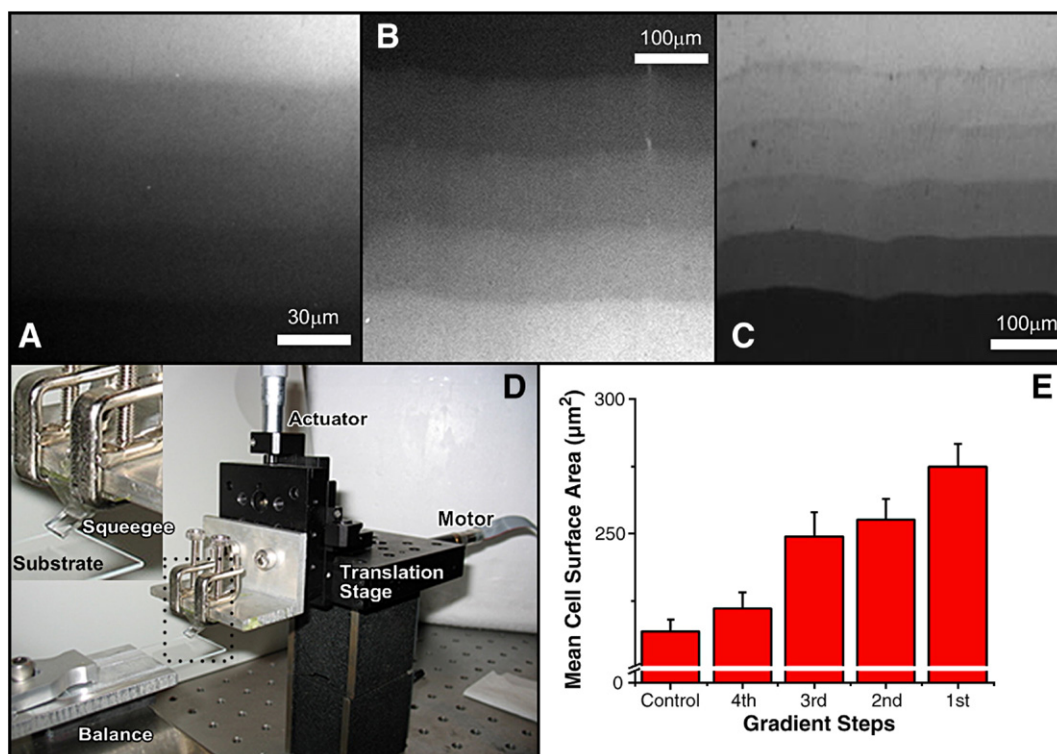 A
30μm
B
100μm
C
100μm
D
Actuator
Squeegee
Substrate
Motor
Translation
Stage
Balance
E
300
250
0
Mean Cell Surface Area (μm²)
Control
4th
3rd
2nd
1st
Gradient Steps